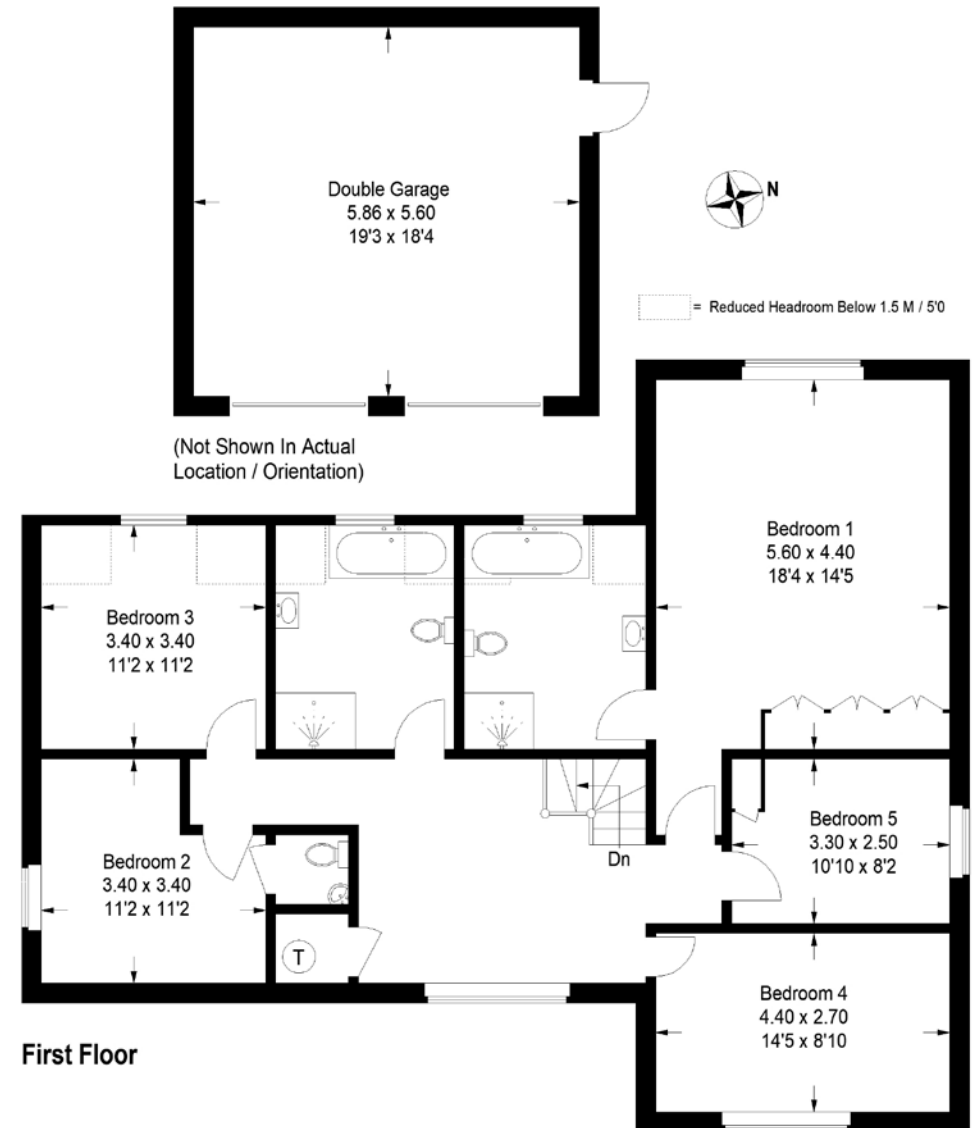 Double Garage
5.86 x 5.60
19'3 x 18'4
N
= Reduced Headroom Below 1.5 M / 5'0
(Not Shown In Actual
Location / Orientation)
Bedroom 1
5.60 x 4.40
18'4 x 14'5
Bedroom 3
3.40 x 3.40
11'2 x 11'2
Bedroom 5
3.30 x 2.50
10'10 x 8'2
Dn
Bedroom 2
3.40 x 3.40
11'2 x 11'2
T
Bedroom 4
4.40 x 2.70
14'5 x 8'10
First Floor